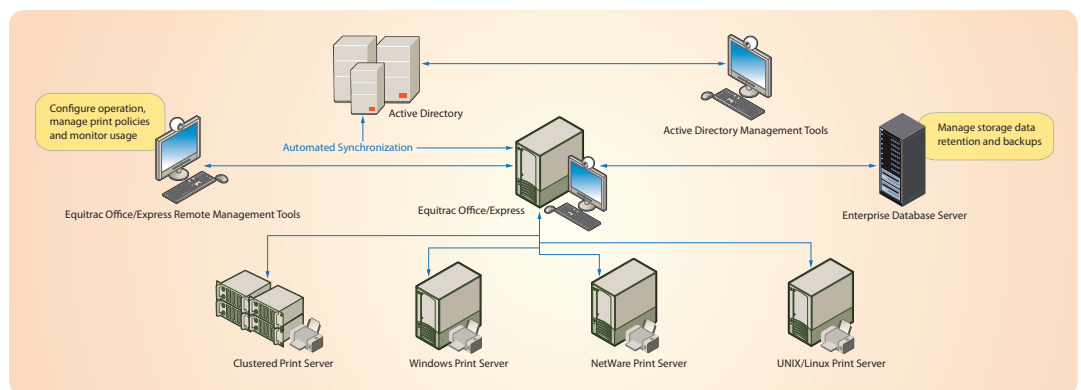 Configure operation,
manage print policies
and monitor usage
Active Directory
Active Directory Management Tools
Manage storage data
retention and backups
Automated Synchronization
Equitrac Office/Express Remote Management Tools
Equitrac Office/Express
Enterprise Database Server
Clustered Print Server
Windows Print Server
NetWare Print Server
UNIX/Linux Print Server